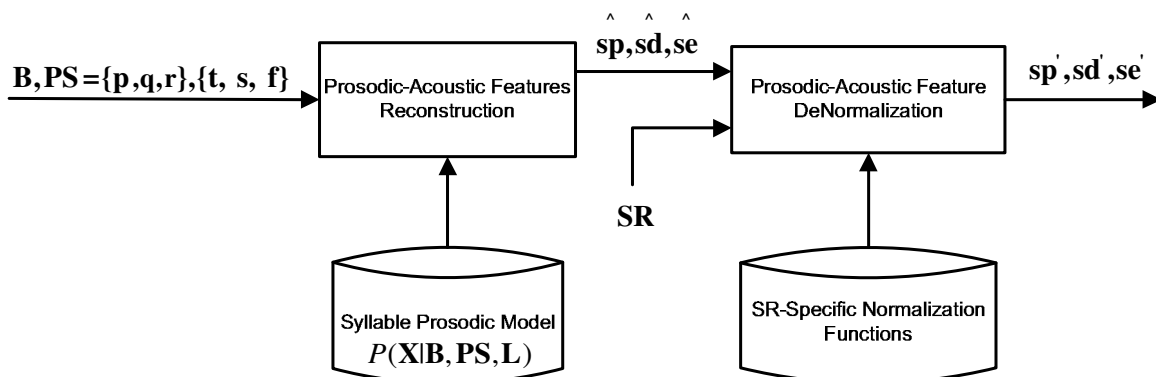 ^ ^ ^
sp,sd,se
B,PS={p,q,r},{t, s, f}
Prosodic-Acoustic Features
Reconstruction
Prosodic-Acoustic Feature
DeNormalization
sp',sd',se'
SR
Syllable Prosodic Model
P(X|B,PS,L)
SR-Specific Normalization
Functions